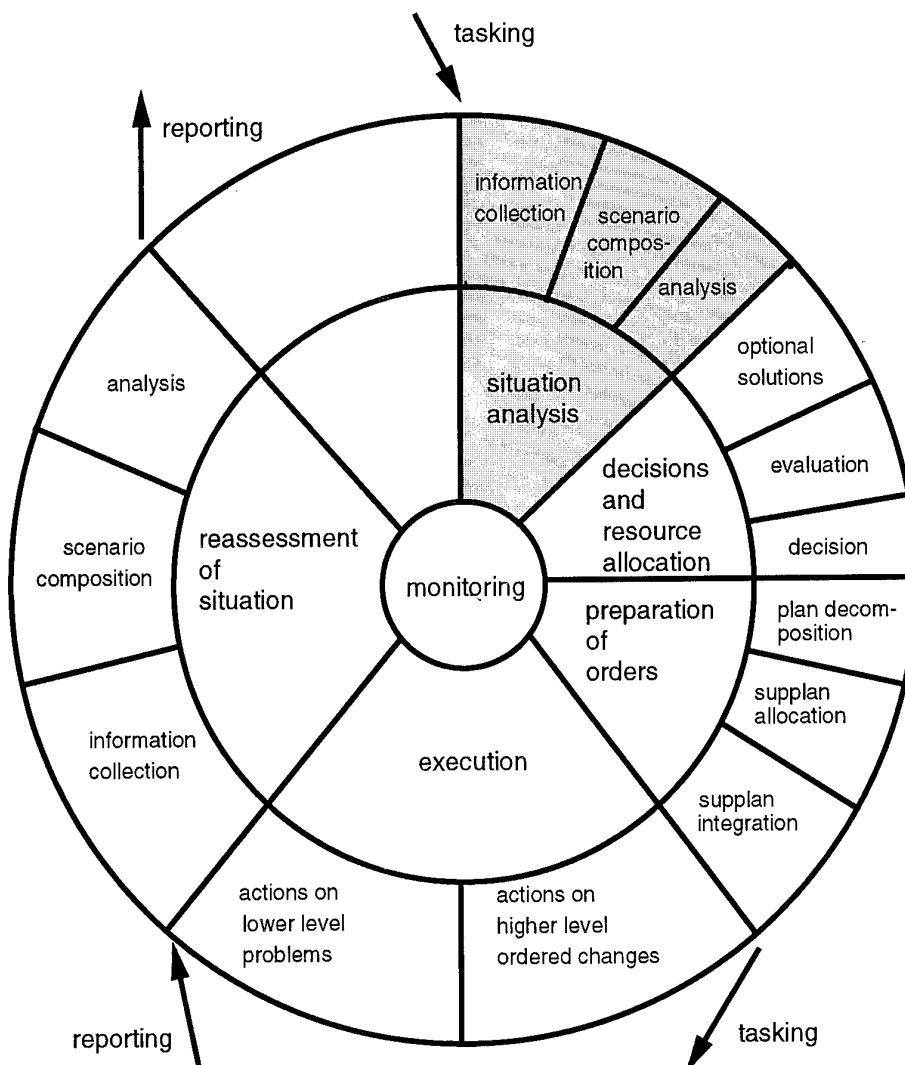 tasking
reporting
information
collection
scenario
compos-
ition
analysis
situation
analysis
optional
solutions
evaluation
decision
decisions
and
resource
allocation
monitoring
preparation
of
orders
plan decom-
position
supplan
allocation
supplan
integration
execution
actions on
higher level
ordered changes
actions on
lower level
problems
tasking
reporting
information
collection
scenario
composition
analysis
reassessment
of
situation